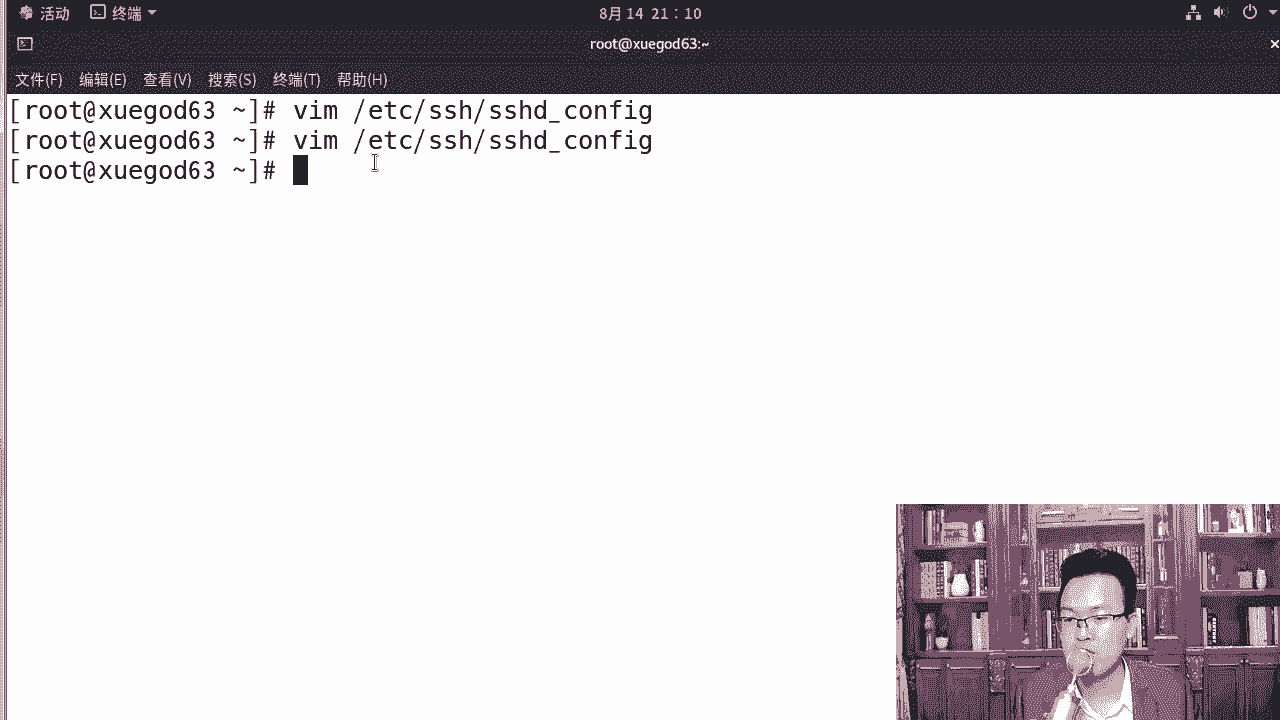 活动 终端 8月 14 21：10
root@xuegod63:~
文件(F) 编辑(E) 查看(V) 搜索(S) 终端(T) 帮助(H)
[root@xuegod63 ~]# vim /etc/ssh/sshd_config
[root@xuegod63 ~]# vim /etc/ssh/sshd_config
[root@xuegod63 ~]#